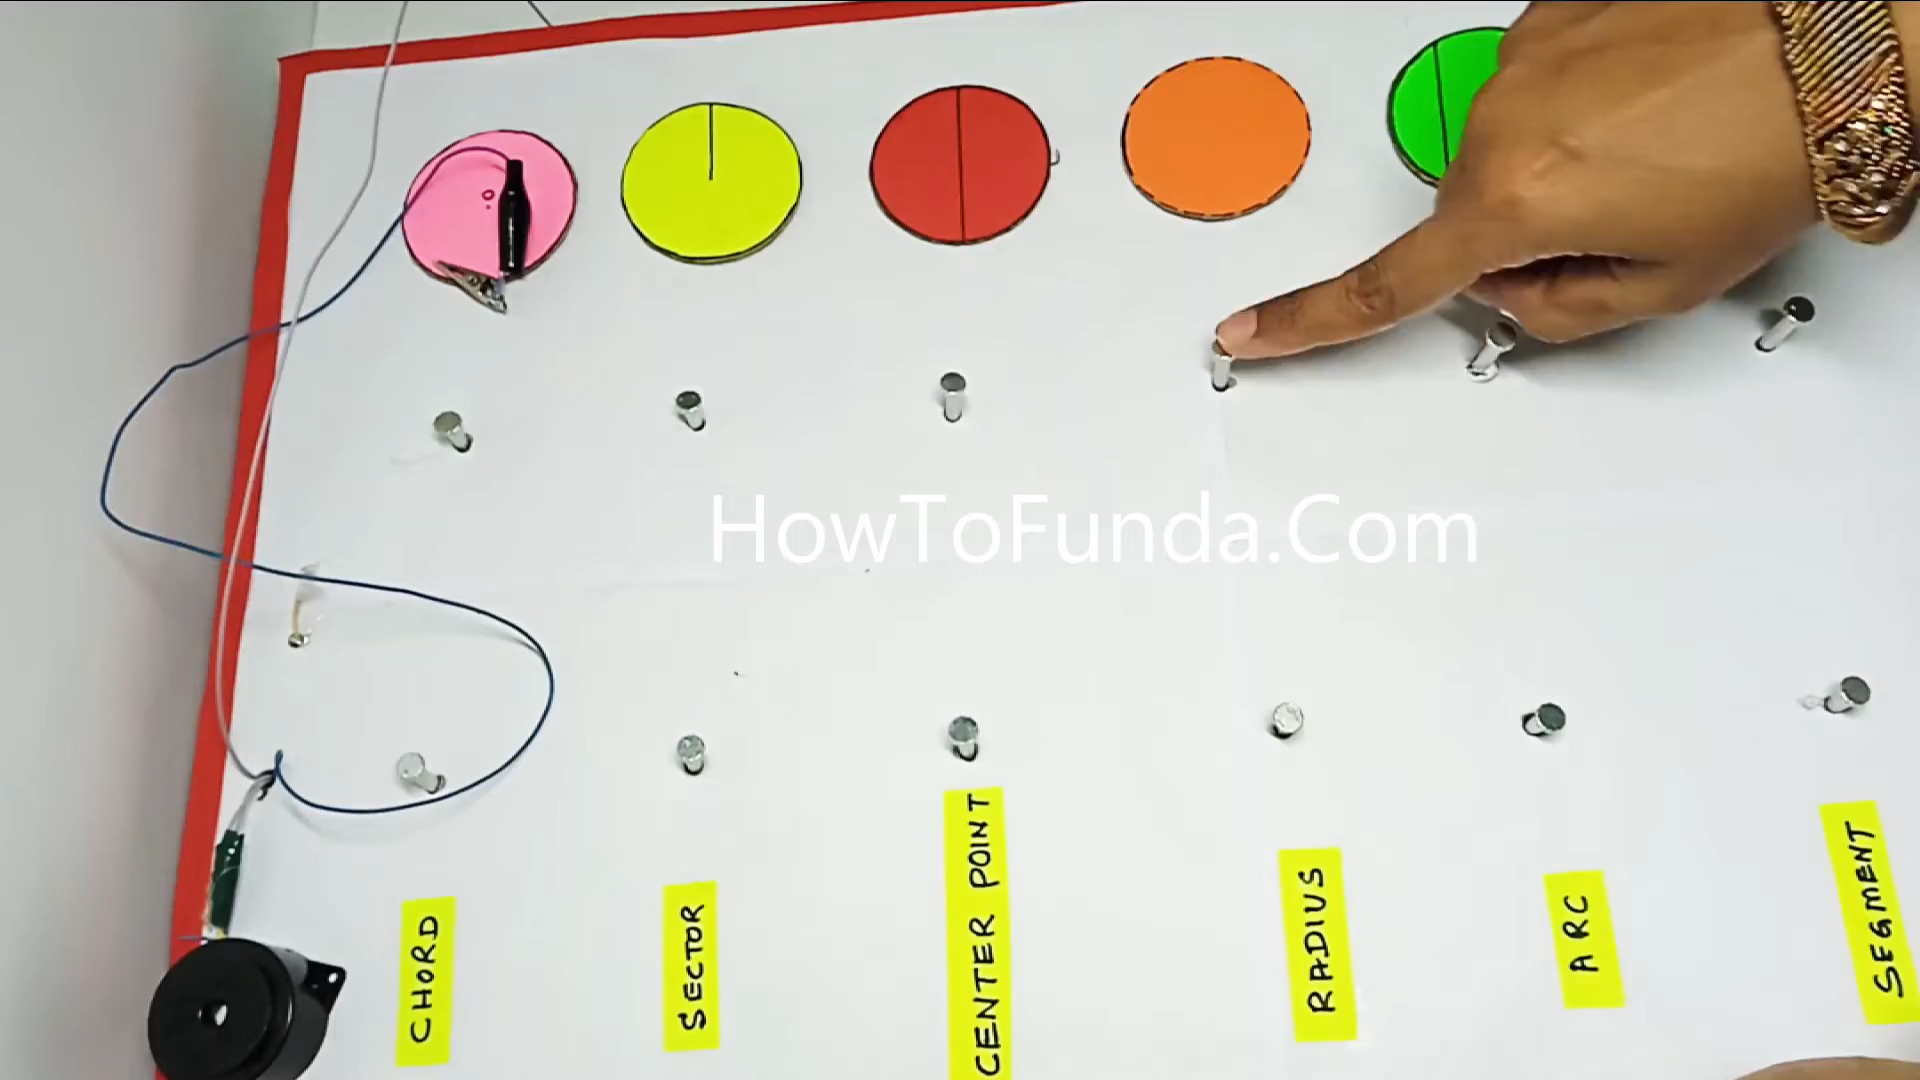 O
HowToFunda.Com
CHORD
SECTOR
CENTER POINT
RADIUS
ARC
SEGMENT